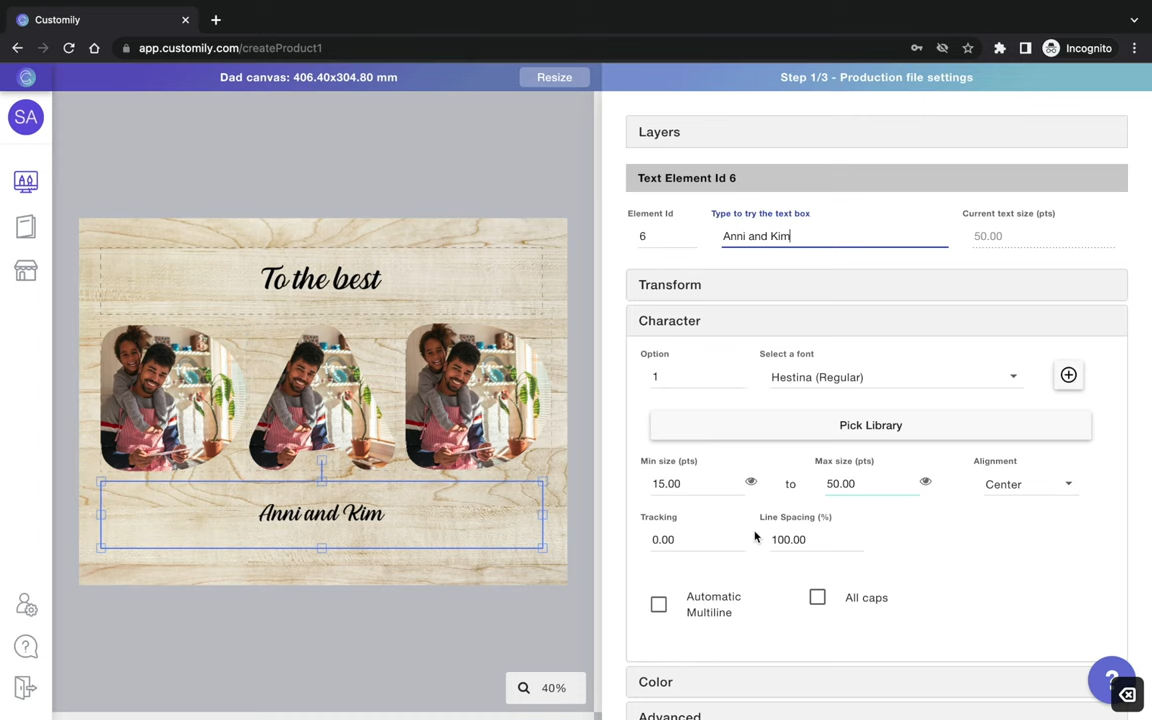 Customily
app.customily.com/createProduct1
Incognito
Dad canvas: 406.40x304.80 mm
Resize
Step 1/3 - Production file settings
SA
Layers
Text Element Id 6
Element Id
Type to try the text box
Current text size (pts)
6
Anni and Kim
50.00
To the best
Transform
Character
Option
Select a font
1
Hestina (Regular)
Pick Library
Min size (pts)
Max size (pts)
Alignment
15.00
to
50.00
Center
Anni and Kim
Tracking
Line Spacing (%)
0.00
100.00
Automatic
Multiline
All caps
Color
40%
?
Advanced